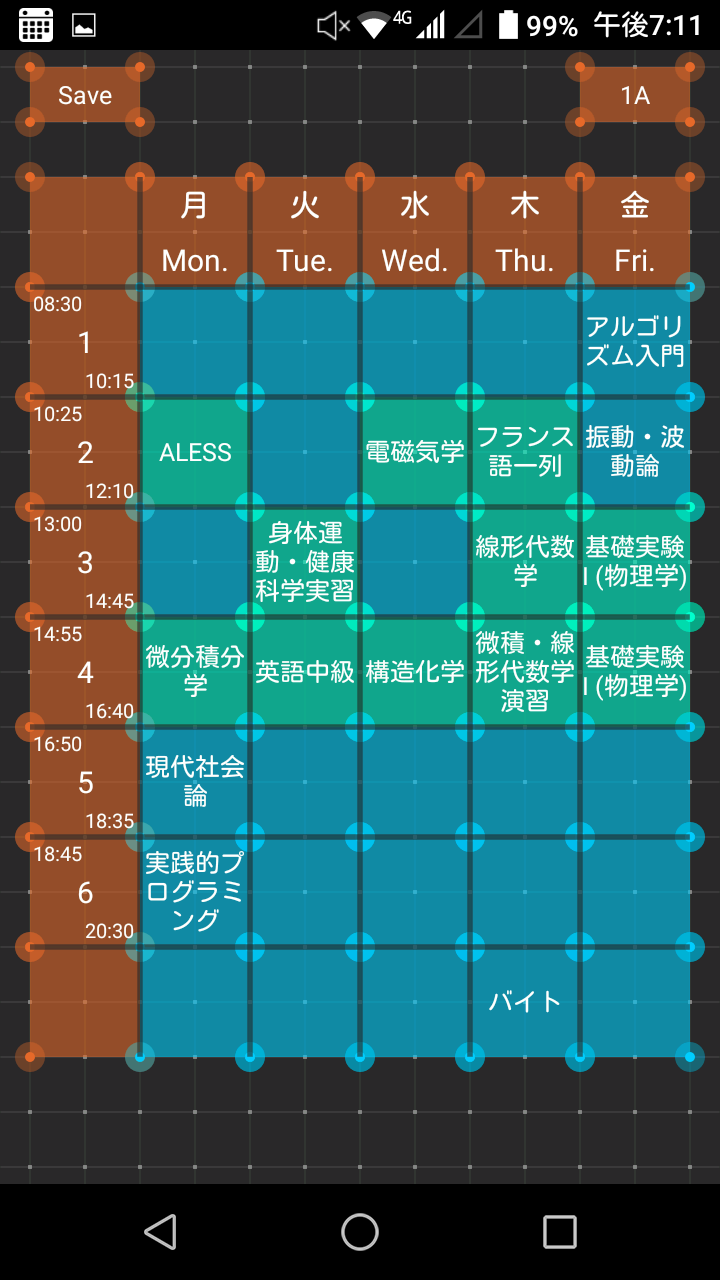 4G 99% 午後7:11
Save
1A
月 火 水 木 金
Mon. Tue. Wed. Thu. Fri.
08:30
1
10:15
アルゴリ
ズム入門
10:25
2
12:10
ALESS
電磁気学
フランス
語一列
振動・波
動論
13:00
3
14:45
身体運
動・健康
科学実習
線形代数
学
基礎実験
I (物理学)
14:55
4
16:40
微分積分
学
英語中級
構造化学
微積・線
形代数学
演習
基礎実験
I (物理学)
16:50
5
18:35
現代社会
論
18:45
6
20:30
実践的プ
ログラミ
ング
バイト